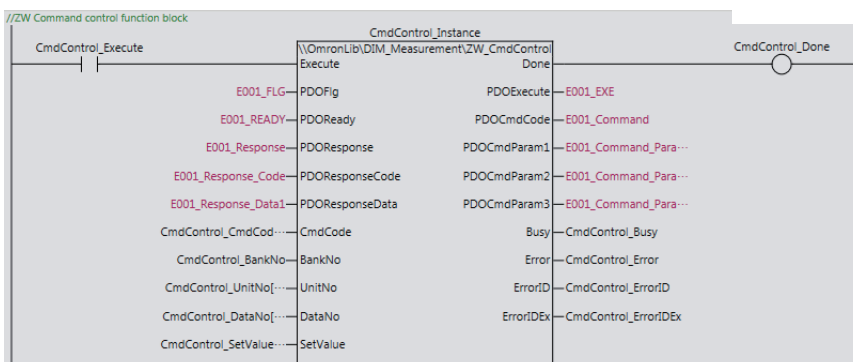 //ZW Command control function block
CmdControl_Instance
CmdControl_Execute \\OmronLib\DIM_Measurement\ZW_CmdControl CmdControl_Done
Execute Done
E001_FLG PDOFlg PDOExecute E001_EXE
E001_READY PDOReady PDOCmdCode E001_Command
E001_Response PDOResponse PDOCmdParam1 E001_Command_Para···
E001_Response_Code PDOResponseCode PDOCmdParam2 E001_Command_Para···
E001_Response_Data1 PDOResponseData PDOCmdParam3 E001_Command_Para···
CmdControl_CmdCod··· CmdCode Busy CmdControl_Busy
CmdControl_BankNo BankNo Error CmdControl_Error
CmdControl_UnitNo[··· UnitNo ErrorID CmdControl_ErrorID
CmdControl_DataNo[··· DataNo ErrorIDEx CmdControl_ErrorIDEx
CmdControl_SetValue··· SetValue